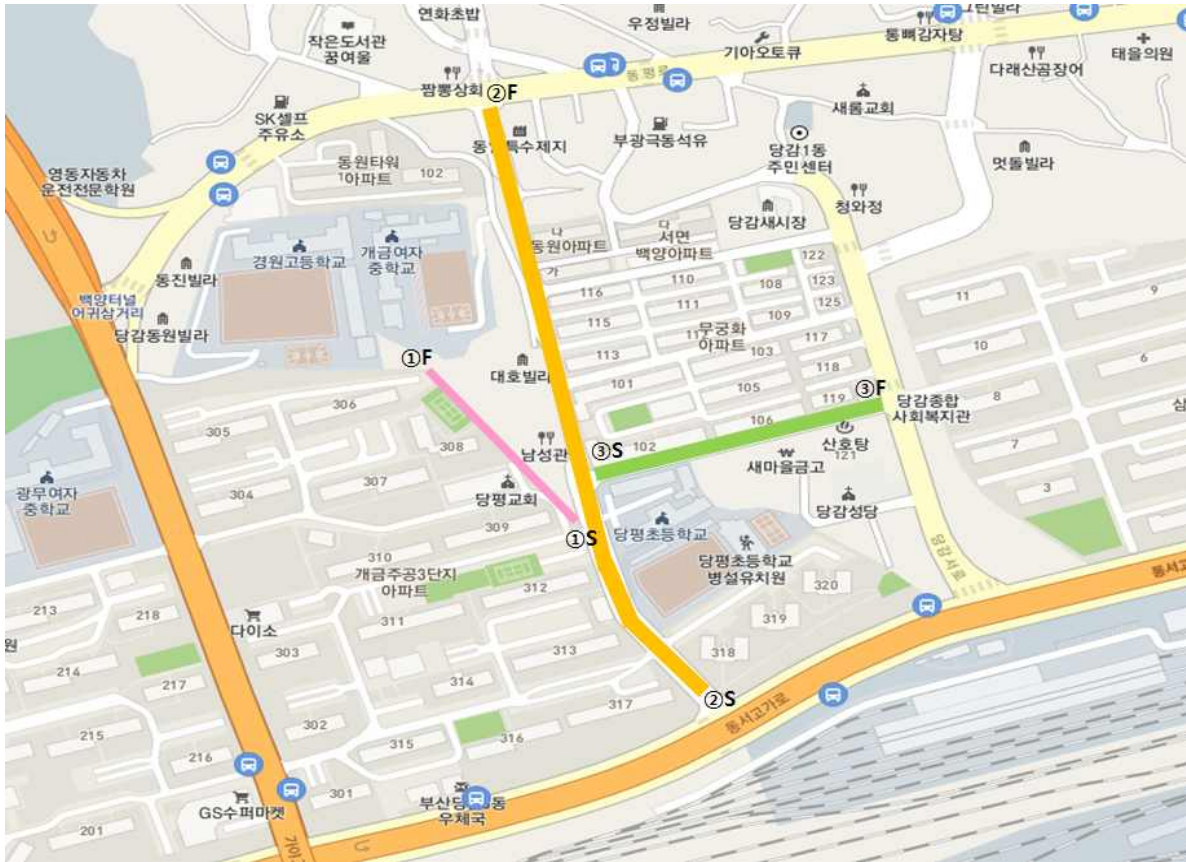 연화초밥
우정빌라
작은도서관
꿈여울
기아오토큐
통뼈감자탕
태을의원
다래산곰장어
짬뽕상회
②F
동평로
SK셀프
주유소
새롬교회
부광극동석유
당감1동
주민센터
멋돌빌라
영동자동차
운전전문학원
동원타워
아파트
102
청와정
당감새시장
나
동원아파트
가
다
서면
백양아파트
경원고등학교
개금여자
중학교
동진빌라
백양터널
어귀삼거리
당감동원빌라
122
110
108
123
116
111
125
109
115
무궁화
아파트
117
113
103
118
101
105
119
106
102
11
9
10
6
8
7
3
①F
대호빌라
③F
당감종합
사회복지관
산호탕
121
③S
남성관
새마을금고
306
305
308
307
304
309
310
당평교회
당감성당
광무여자
중학교
①S
당평초등학교
당평초등학교
병설유치원
당감서로
개금주공3단지
아파트
312
311
320
319
318
213
218
다이소
303
313
214
217
314
②S
317
동서고가로
302
215
315
316
216
301
GS수퍼마켓
우체국
201